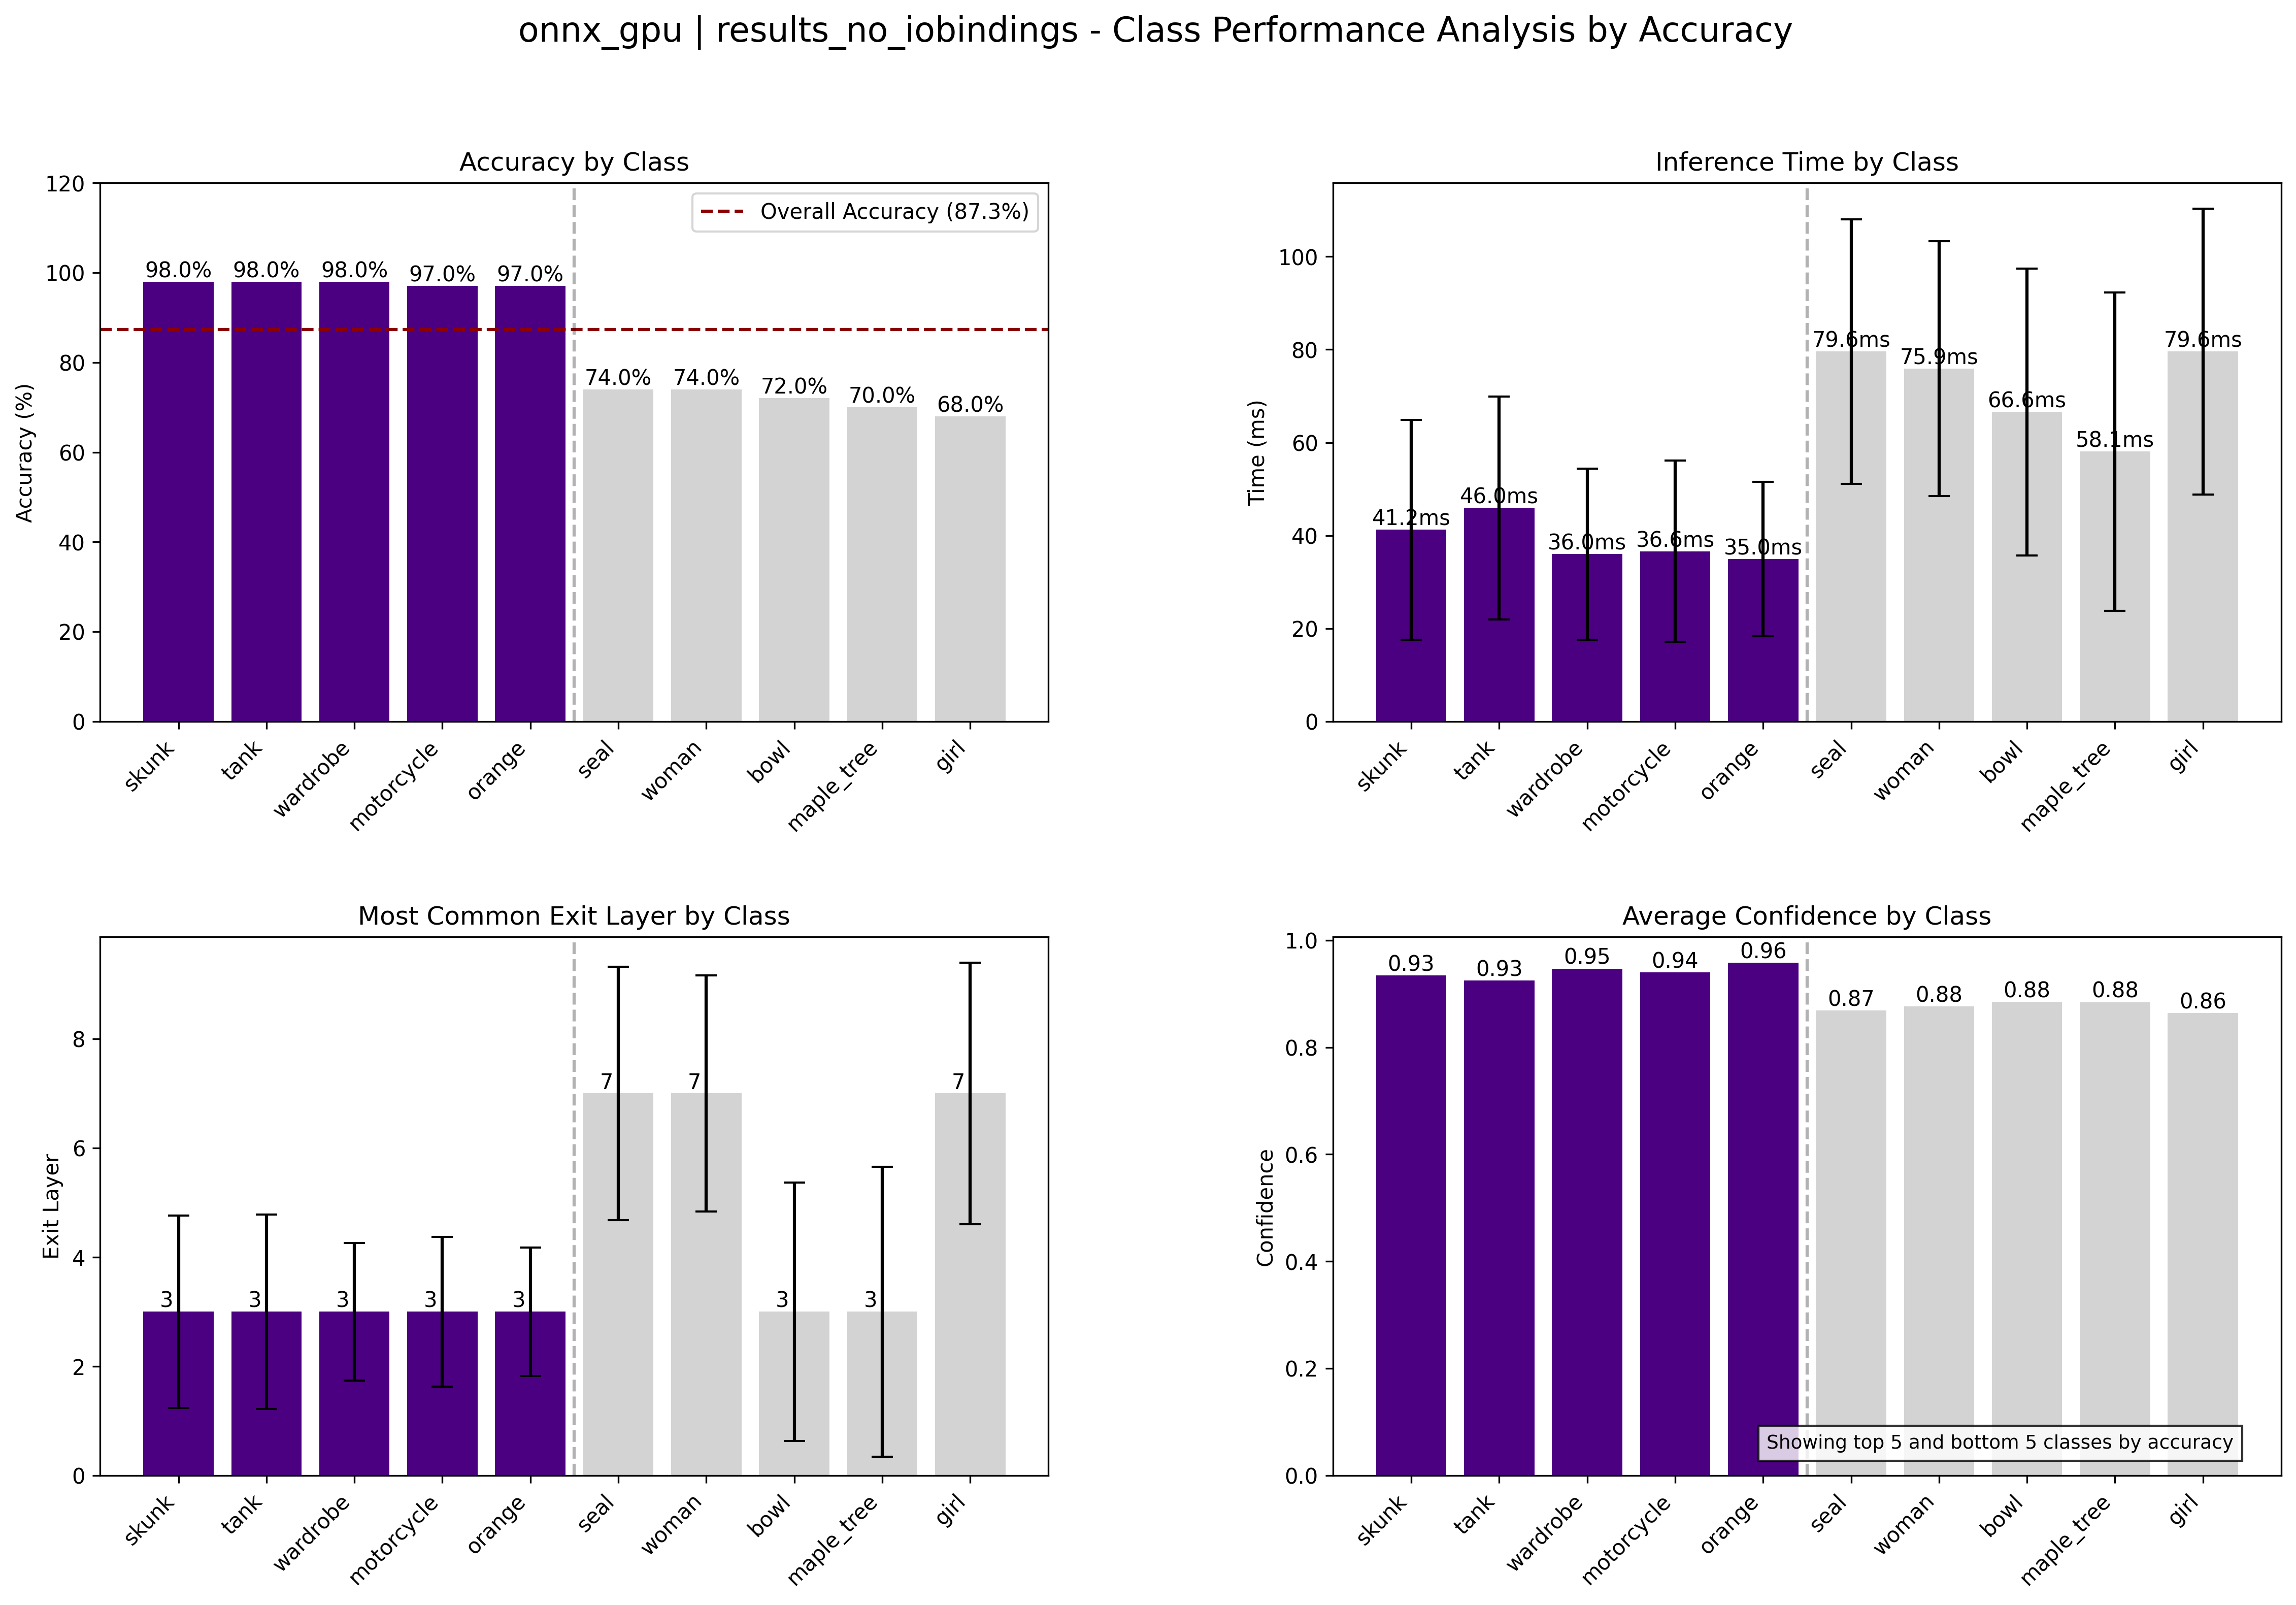 onnx_gpu | results_no_iobindings - Class Performance Analysis by Accuracy
Accuracy by Class
Accuracy (%)
120
100
80
60
40
20
0
Overall Accuracy (87.3%)
98.0%
98.0%
98.0%
97.0%
97.0%
74.0%
74.0%
72.0%
70.0%
68.0%
skunk
tank
wardrobe
motorcycle
orange
seal
woman
bowl
maple_tree
girl
Inference Time by Class
Time (ms)
100
80
60
40
20
0
41.2ms
46.0ms
36.0ms
36.6ms
35.0ms
79.6ms
75.9ms
66.6ms
58.1ms
79.6ms
skunk
tank
wardrobe
motorcycle
orange
seal
woman
bowl
maple_tree
girl
Most Common Exit Layer by Class
Exit Layer
8
6
4
2
0
3
3
3
3
3
7
7
3
3
7
skunk
tank
wardrobe
motorcycle
orange
seal
woman
bowl
maple_tree
girl
Average Confidence by Class
Confidence
1.0
0.8
0.6
0.4
0.2
0.0
0.93
0.93
0.95
0.94
0.96
0.87
0.88
0.88
0.88
0.86
Showing top 5 and bottom 5 classes by accuracy
skunk
tank
wardrobe
motorcycle
orange
seal
woman
bowl
maple_tree
girl